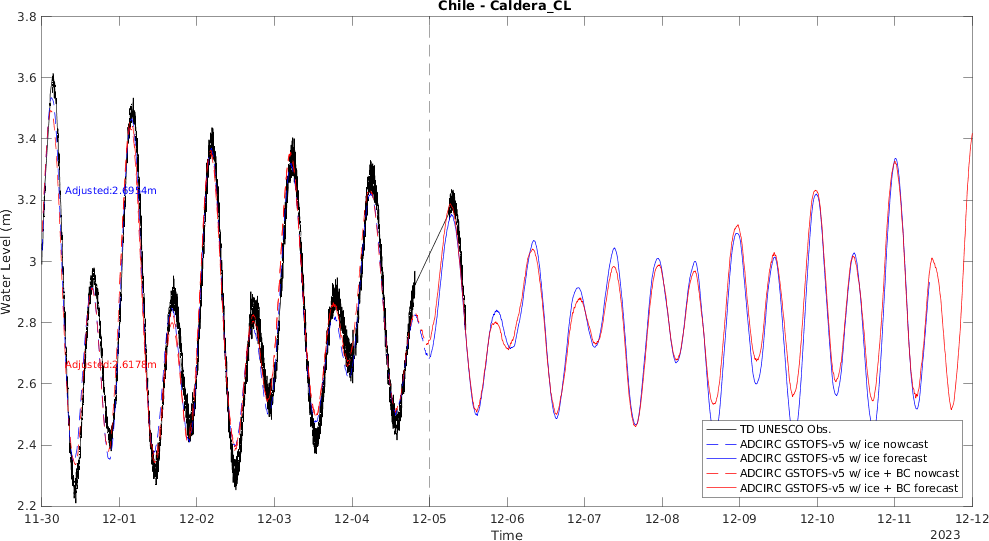 Chile - Caldera_CL
3.8
3.6
3.4
3.2
3
2.8
2.6
2.4
2.2
Water Level (m)
Adjusted:2.6954m
Adjusted:2.6178m
TD UNESCO Obs.
ADCIRC GSTOFS-v5 w/ ice nowcast
ADCIRC GSTOFS-v5 w/ ice forecast
ADCIRC GSTOFS-v5 w/ ice + BC nowcast
ADCIRC GSTOFS-v5 w/ ice + BC forecast
11-30 12-01 12-02 12-03 12-04 12-05 12-06 12-07 12-08 12-09 12-10 12-11 12-12
Time
2023